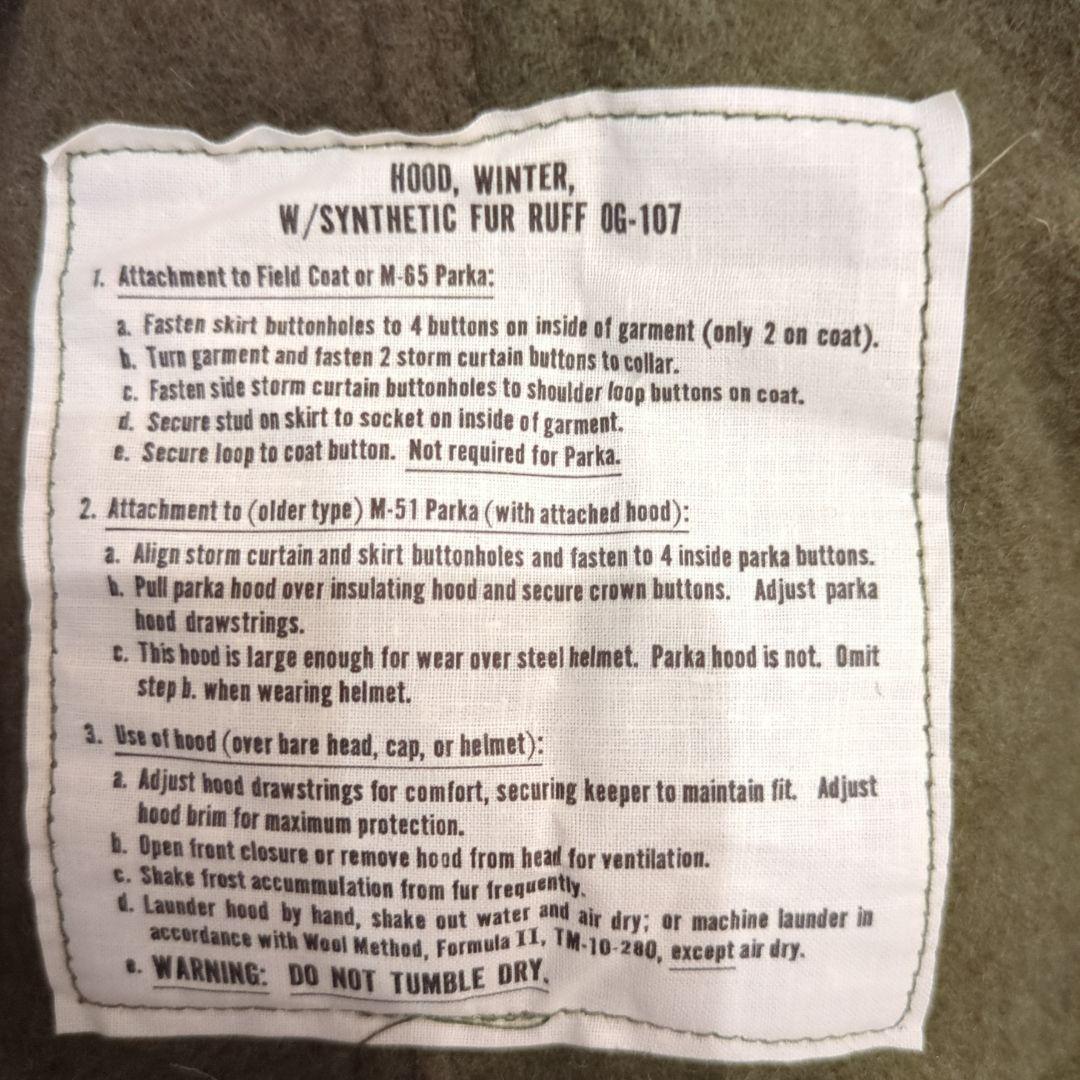 HOOD, WINTER,
W/SYNTHETIC FUR RUFF OG-107
1. Attachment to Field Coat or M-65 Parka:
a. Fasten skirt buttonholes to 4 buttons on inside of garment (only 2 on coat).
b. Turn garment and fasten 2 storm curtain buttons to collar.
c. Fasten side storm curtain buttonholes to shoulder loop buttons on coat.
d. Secure stud on skirt to socket on inside of garment.
e. Secure loop to coat button. Not required for Parka.
2. Attachment to (older type) M-51 Parka (with attached hood):
a. Align storm curtain and skirt buttonholes and fasten to 4 inside parka buttons.
b. Pull parka hood over insulating hood and secure crown buttons. Adjust parka
hood drawstrings.
c. This hood is large enough for wear over steel helmet. Parka hood is not. Omit
step b. when wearing helmet.
3. Use of hood (over bare head, cap, or helmet):
a. Adjust hood drawstrings for comfort, securing keeper to maintain fit. Adjust
hood brim for maximum protection.
b. Open front closure or remove hood from head for ventilation.
c. Shake frost accummulation from fur frequently.
d. Launder hood by hand, shake out water and air dry; or machine launder in
accordance with Wool Method, Formula II, TM-10-280, except air dry.
e. WARNING: DO NOT TUMBLE DRY.